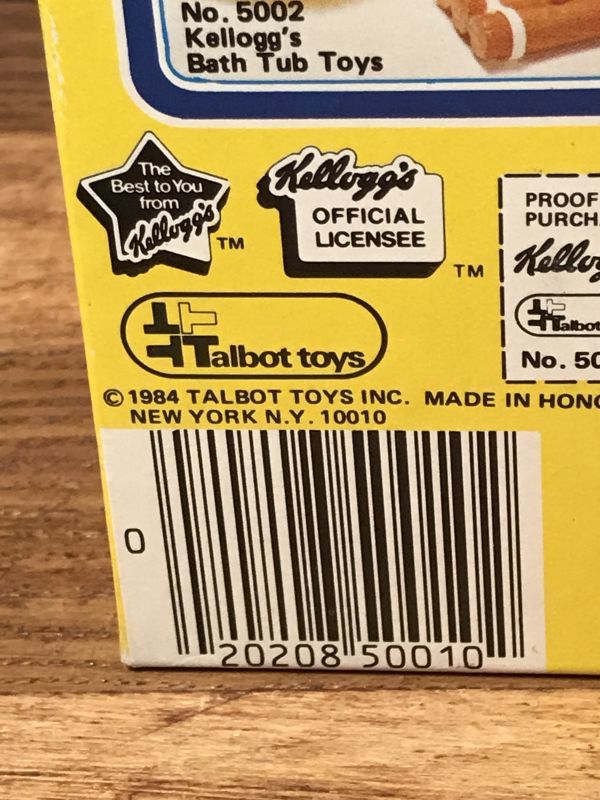 No. 5002
Kellogg's
Bath Tub Toys
The
Best to You
from
Kellogg's TM
Kellogg's
OFFICIAL
LICENSEE
TM
PROOF
PURCH
Kellog
Talbot
No. 50
Talbot toys
© 1984 TALBOT TOYS INC. MADE IN HONG
NEW YORK N.Y. 10010
0
20208 50010